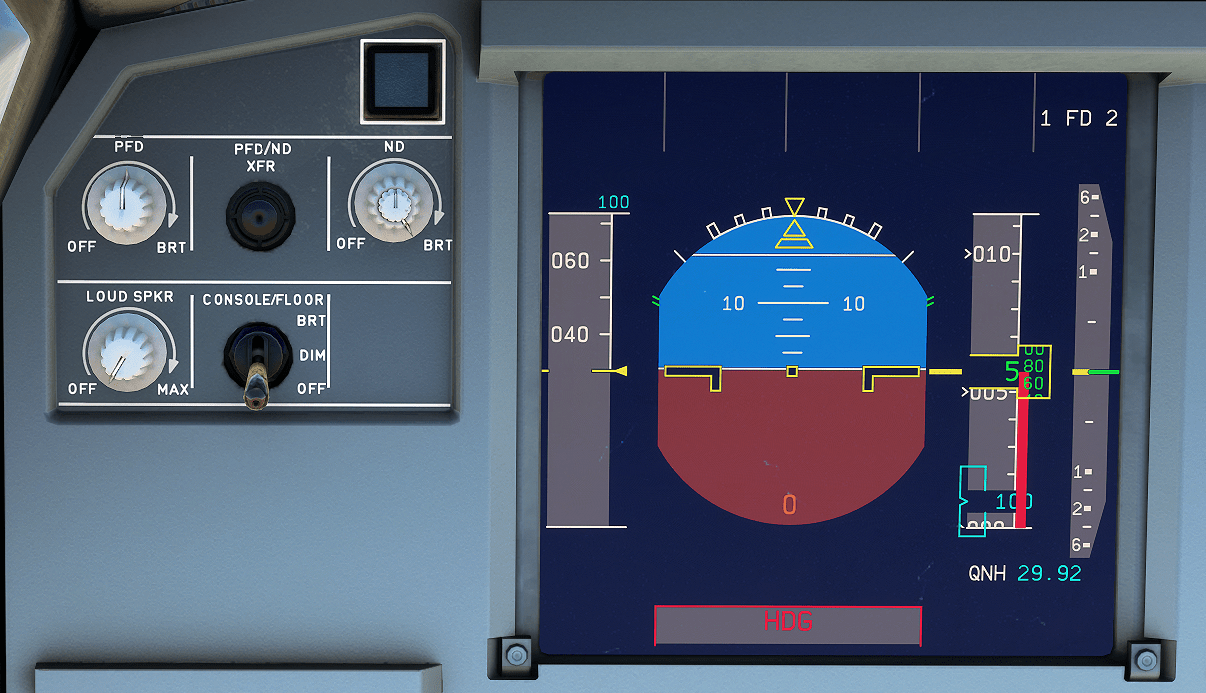 PFD
PFD/ND
XFR
ND
OFF
BRT
OFF
BRT
LOUD SPKR
CONSOLE/FLOOR
BRT
DIM
OFF
OFF
MAX
1 FD 2
100
060
040
10 10
0
010
5
80
60
005
100
6
2
1
1
2
6
QNH 29.92
HDG